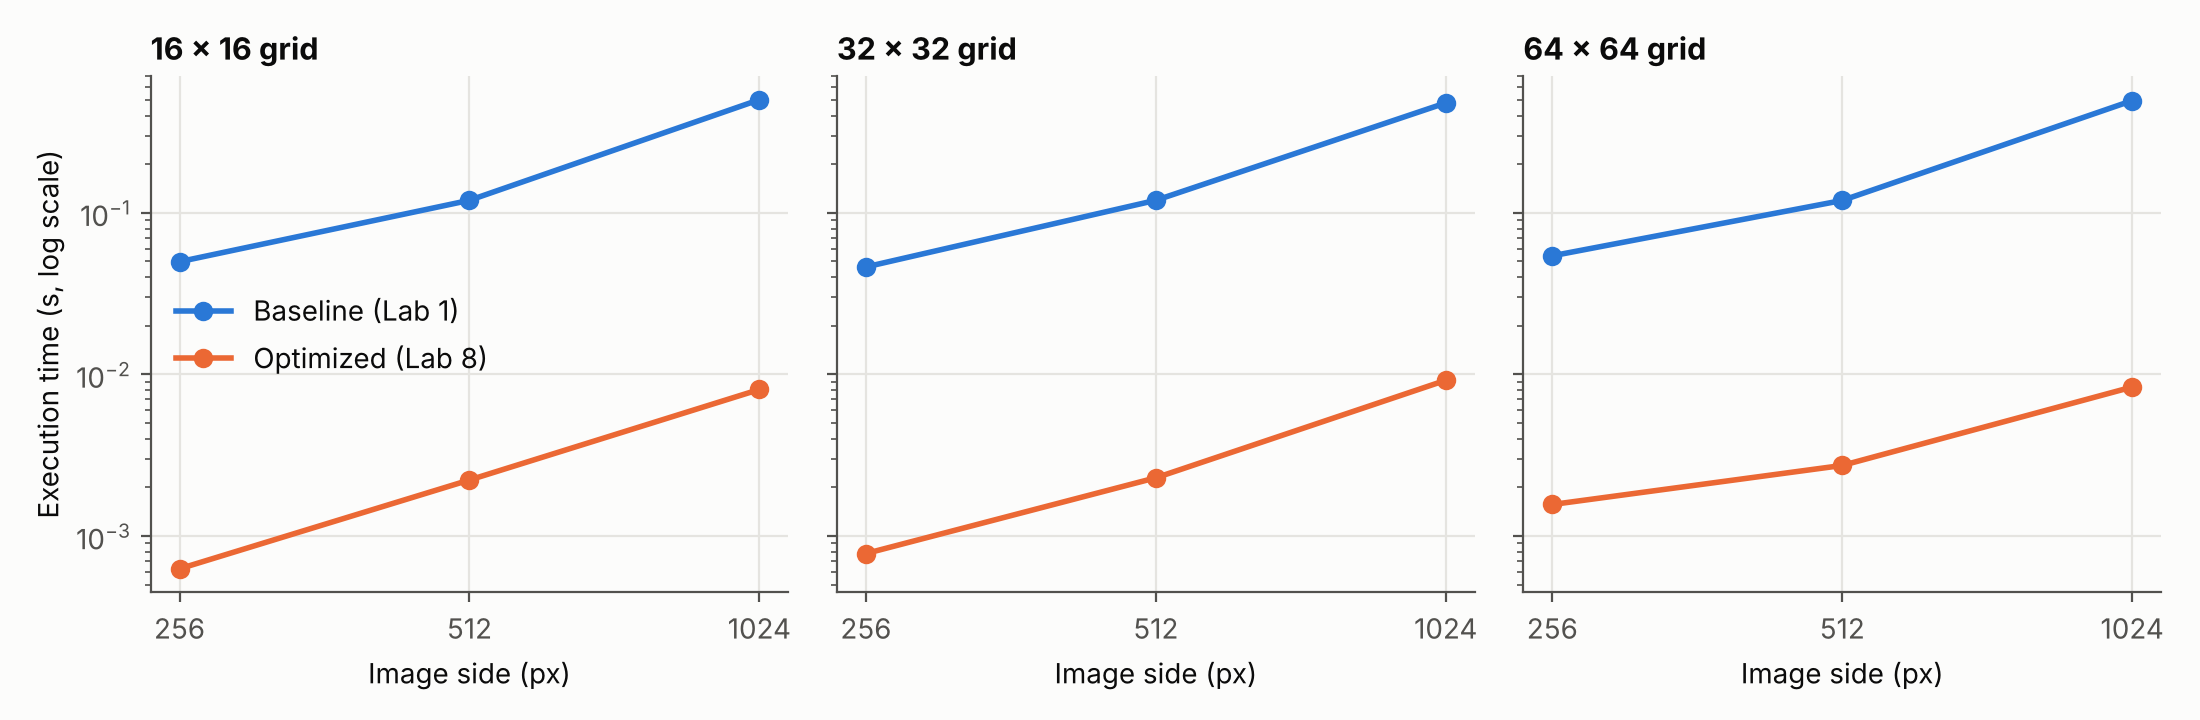 16 × 16 grid
32 × 32 grid
64 × 64 grid
Execution time (s, log scale)
10⁻¹
10⁻²
10⁻³
Baseline (Lab 1)
Optimized (Lab 8)
256 512 1024
256 512 1024
256 512 1024
Image side (px)
Image side (px)
Image side (px)